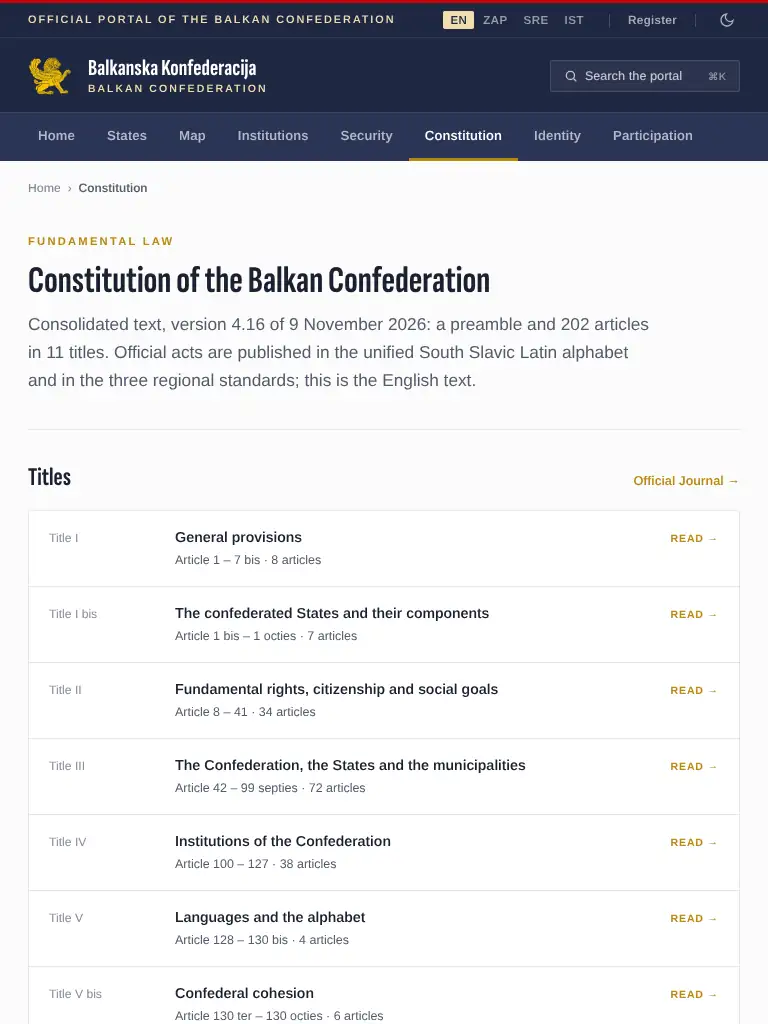 OFFICIAL PORTAL OF THE BALKAN CONFEDERATION
EN ZAP SRE IST Register
Balkanska Konfederacija
BALKAN CONFEDERATION
Search the portal ⌘K
Home States Map Institutions Security Constitution Identity Participation
Home › Constitution
FUNDAMENTAL LAW
Constitution of the Balkan Confederation
Consolidated text, version 4.16 of 9 November 2026: a preamble and 202 articles
in 11 titles. Official acts are published in the unified South Slavic Latin alphabet
and in the three regional standards; this is the English text.
Titles
Official Journal →
Title I General provisions READ →
Article 1 – 7 bis · 8 articles
Title I bis The confederated States and their components READ →
Article 1 bis – 1 octies · 7 articles
Title II Fundamental rights, citizenship and social goals READ →
Article 8 – 41 · 34 articles
Title III The Confederation, the States and the municipalities READ →
Article 42 – 99 septies · 72 articles
Title IV Institutions of the Confederation READ →
Article 100 – 127 · 38 articles
Title V Languages and the alphabet READ →
Article 128 – 130 bis · 4 articles
Title V bis Confederal cohesion READ →
Article 130 ter – 130 octies · 6 articles